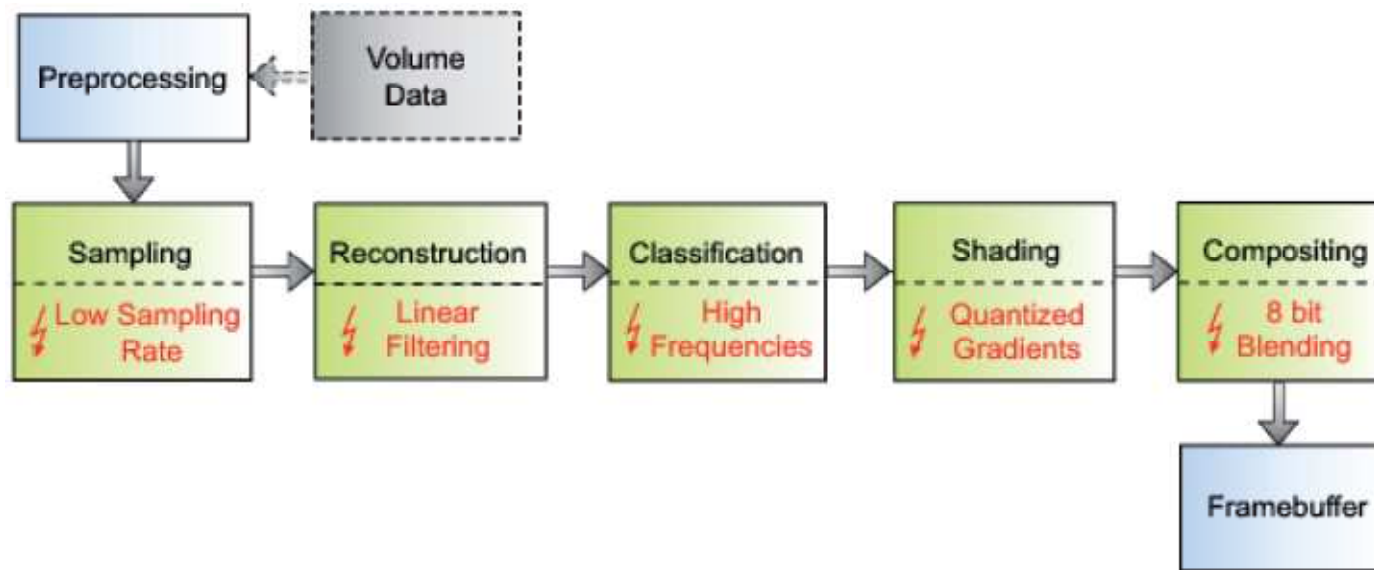 Preprocessing
Volume
Data
Sampling
Low Sampling
Rate
Reconstruction
Linear
Filtering
Classification
High
Frequencies
Shading
Quantized
Gradients
Compositing
8 bit
Blending
Framebuffer